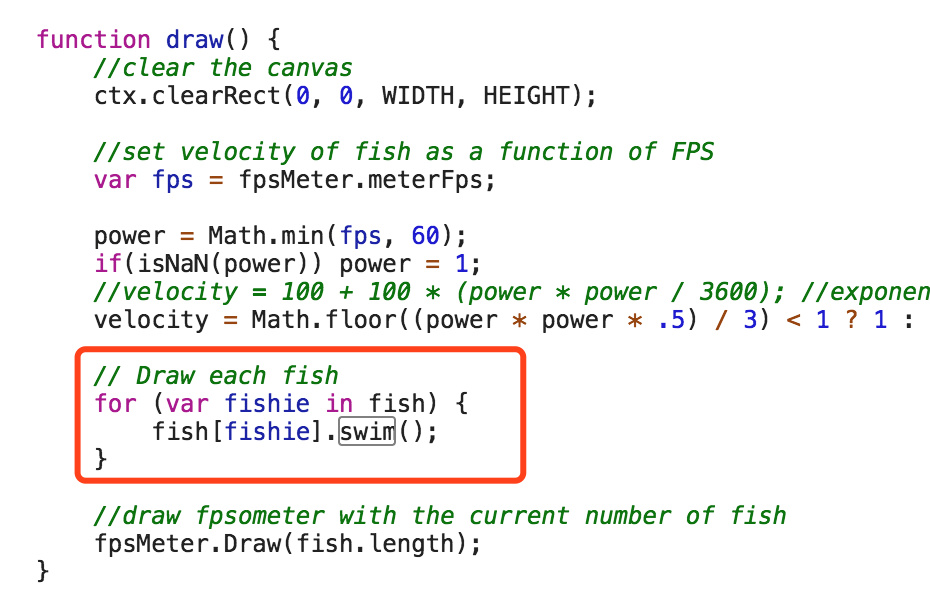 function draw() {
//clear the canvas
ctx.clearRect(0, 0, WIDTH, HEIGHT);
//set velocity of fish as a function of FPS
var fps = fpsMeter.meterFps;
power = Math.min(fps, 60);
if(isNaN(power)) power = 1;
//velocity = 100 + 100 * (power * power / 3600); //exponen
velocity = Math.floor((power * power * .5) / 3) < 1 ? 1 :
// Draw each fish
for (var fishie in fish) {
fish[fishie].swim();
}
//draw fpsometer with the current number of fish
fpsMeter.Draw(fish.length);
}